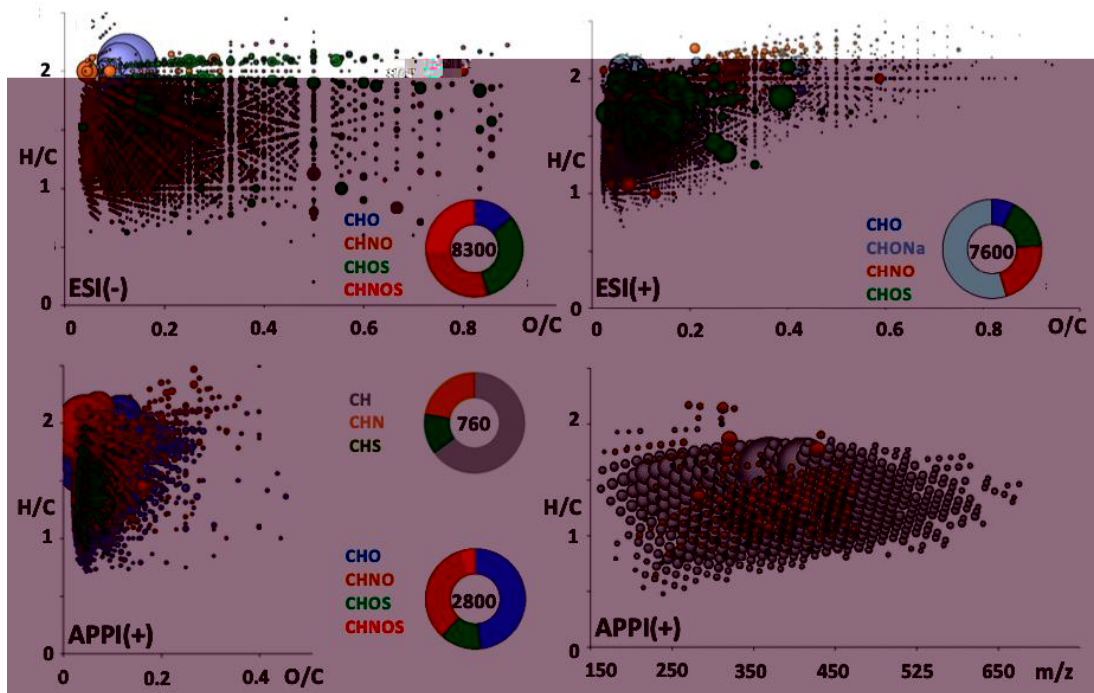 2
H/C
1
0
ESI(-)
CHO
CHNO
CHOS
CHNOS
8300
0 0.2 0.4 0.6 0.8 O/C
2
H/C
1
0
ESI(+)
CHO
CHONa
CHNO
CHOS
7600
0 0.2 0.4 0.6 0.8 O/C
2
H/C
1
0
APPI(+)
0 0.2 0.4 O/C
CH
CHN
CHS
760
CHO
CHNO
CHOS
CHNOS
2800
2
H/C
1
0
APPI(+)
150 250 350 450 525 650 m/z